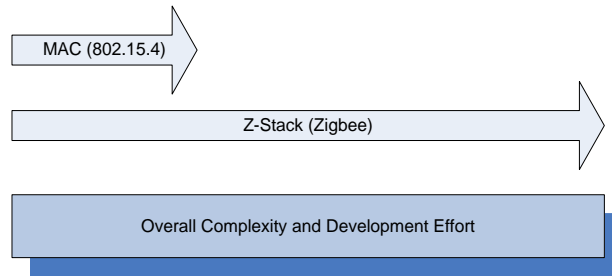 MAC (802.15.4)
Z-Stack (Zigbee)
Overall Complexity and Development Effort